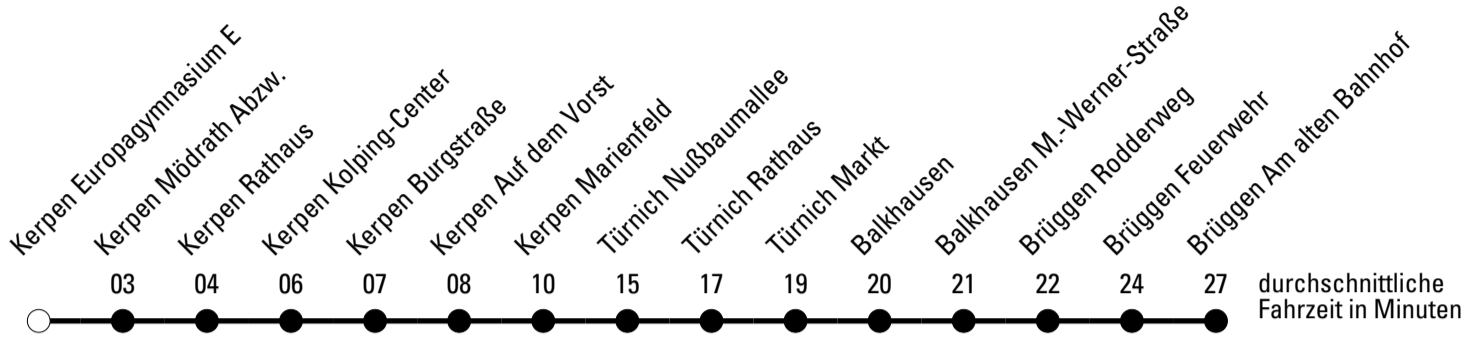 Kerpen Europagymnasium E
Kerpen Mödrath Abzw.
Kerpen Rathaus
Kerpen Kolping-Center
Kerpen Burgstraße
Kerpen Auf dem Vorst
Kerpen Marienfeld
Türnich Nußbaumallee
Türnich Rathaus
Türnich Markt
Balkhausen
Balkhausen M.-Werner-Straße
Brüggen Rodderweg
Brüggen Feuerwehr
Brüggen Am alten Bahnhof
03 04 06 07 08 10 15 17 19 20 21 22 24 27
durchschnittliche
Fahrzeit in Minuten